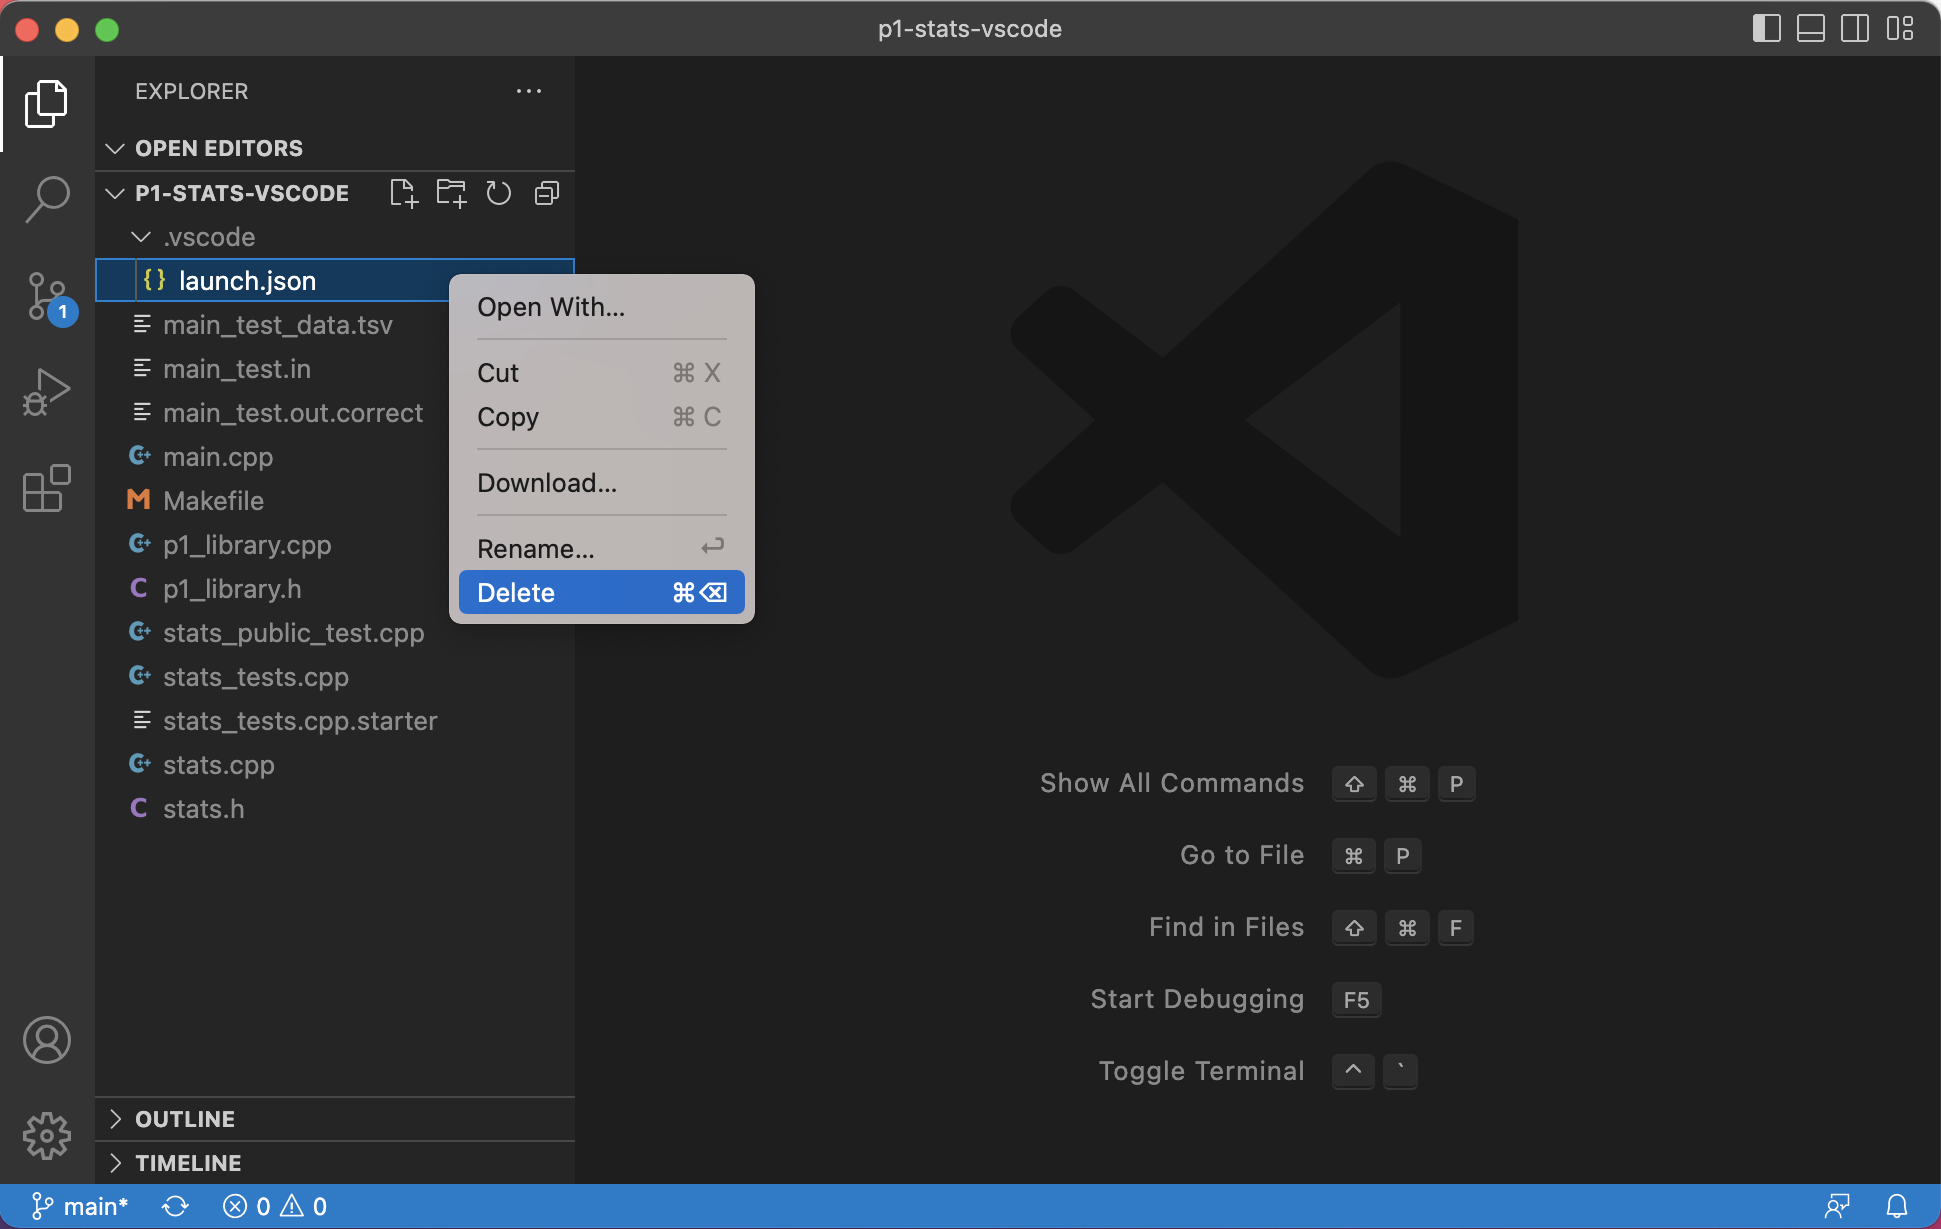 p1-stats-vscode
EXPLORER
OPEN EDITORS
P1-STATS-VSCODE
.vscode
{} launch.json
main_test_data.tsv
main_test.in
main_test.out.correct
main.cpp
M Makefile
p1_library.cpp
C p1_library.h
stats_public_test.cpp
stats_tests.cpp
stats_tests.cpp.starter
stats.cpp
C stats.h
OUTLINE
TIMELINE
1
Open With...
Cut ⌘ X
Copy ⌘ C
Download...
Rename... ↩
Delete ⌘⌫
Show All Commands ⇧ ⌘ P
Go to File ⌘ P
Find in Files ⇧ ⌘ F
Start Debugging F5
Toggle Terminal ^ `
main* 0 0